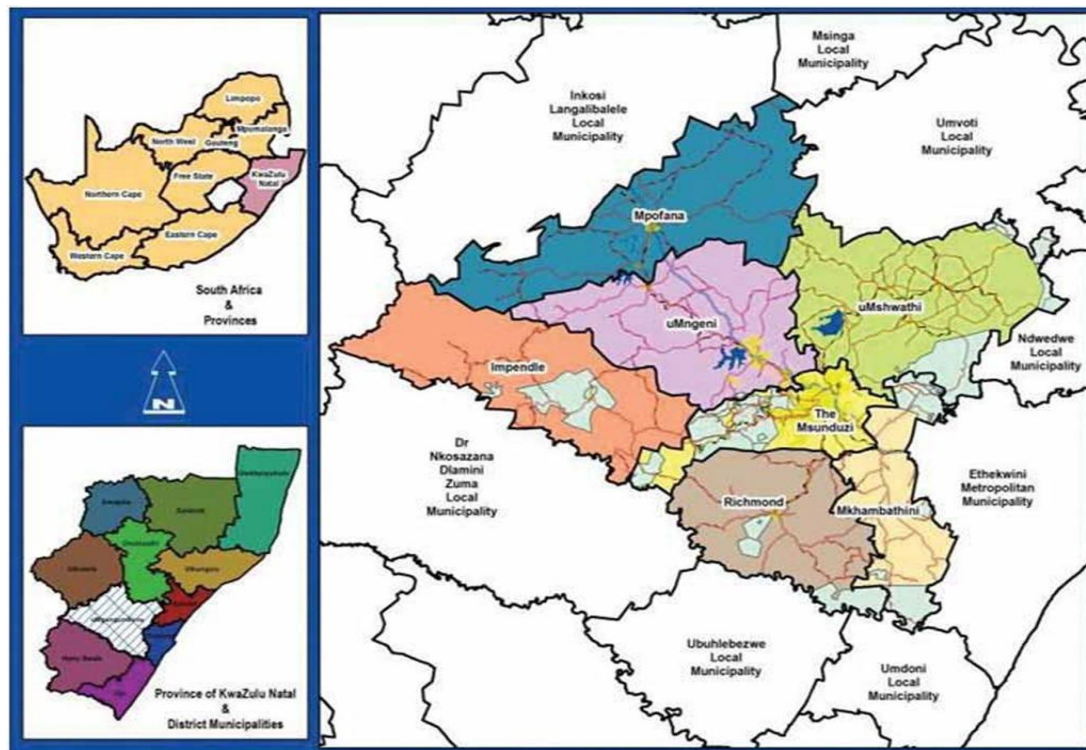 Limpopo
Mpumalanga
North West
Gauteng
Free State
KwaZulu
Natal
Northern Cape
Eastern Cape
Western Cape
South Africa
&
Provinces
N
Harry Gwala
Ugu
Province of KwaZulu Natal
&
District Municipalities
Msinga
Local
Municipality
Inkosi
Langalibalele
Local
Municipality
Umvoti
Local
Municipality
Mpofana
uMshwathi
uMngeni
Ndwedwe
Local
Municipality
Impendle
The
Msunduzi
Dr
Nkosazana
Dlamini
Zuma
Local
Municipality
Ethekwini
Metropolitan
Municipality
Richmond
Mkhambathini
Ubuhlebezwe
Local
Municipality
Umdoni
Local
Municipality